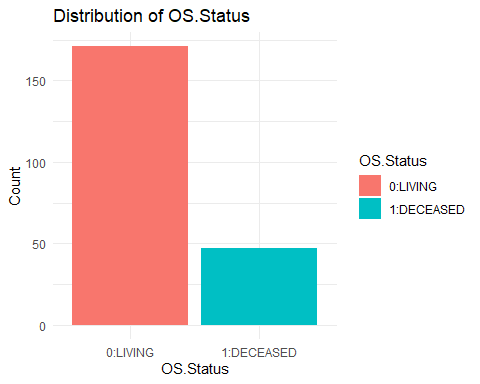 Distribution of OS.Status
Count
150
100
50
0
0:LIVING
1:DECEASED
OS.Status
OS.Status
0:LIVING
1:DECEASED